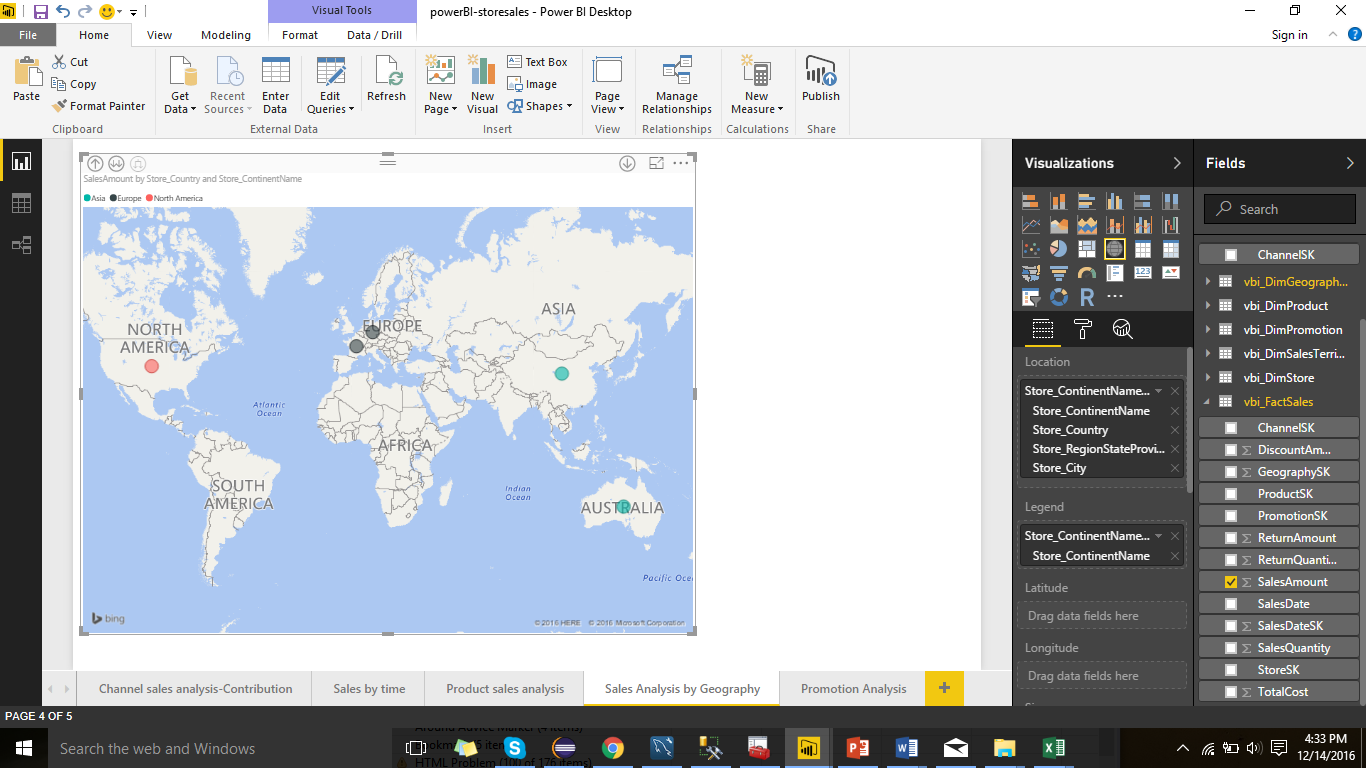 Visual Tools
powerBI-storesales - Power BI Desktop
File
Home
View
Modeling
Format
Data / Drill
Sign in
Paste
Cut
Copy
Format Painter
Clipboard
Get Data
Recent Sources
Enter Data
Edit Queries
Refresh
External Data
New Page
New Visual
Text Box
Image
Shapes
Insert
Page View
View
Manage Relationships
Relationships
New Measure
Calculations
Publish
Share
SalesAmount by Store_Country and Store_ContinentName
Asia Europe North America
NORTH AMERICA
EUROPE
ASIA
Atlantic Ocean
AFRICA
SOUTH AMERICA
Indian Ocean
AUSTRALIA
Pacific Oce
bing
© 2016 HERE © 2016 Microsoft Corporation
Visualizations
R
123
Location
Store_ContinentName...
Store_ContinentName
Store_Country
Store_RegionStateProvi...
Store_City
Legend
Store_ContinentName...
Store_ContinentName
Latitude
Drag data fields here
Longitude
Drag data fields here
Fields
Search
ChannelSK
vbi_DimGeograph...
vbi_DimProduct
vbi_DimPromotion
vbi_DimSalesTerri...
vbi_DimStore
vbi_FactSales
ChannelSK
DiscountAm...
GeographySK
ProductSK
PromotionSK
ReturnAmount
ReturnQuanti...
SalesAmount
SalesDate
SalesDateSK
SalesQuantity
StoreSK
TotalCost
Channel sales analysis-Contribution
Sales by time
Product sales analysis
Sales Analysis by Geography
Promotion Analysis
PAGE 4 OF 5
Search the web and Windows
HTML Problem (100 of 176 items)
4:33 PM
12/14/2016